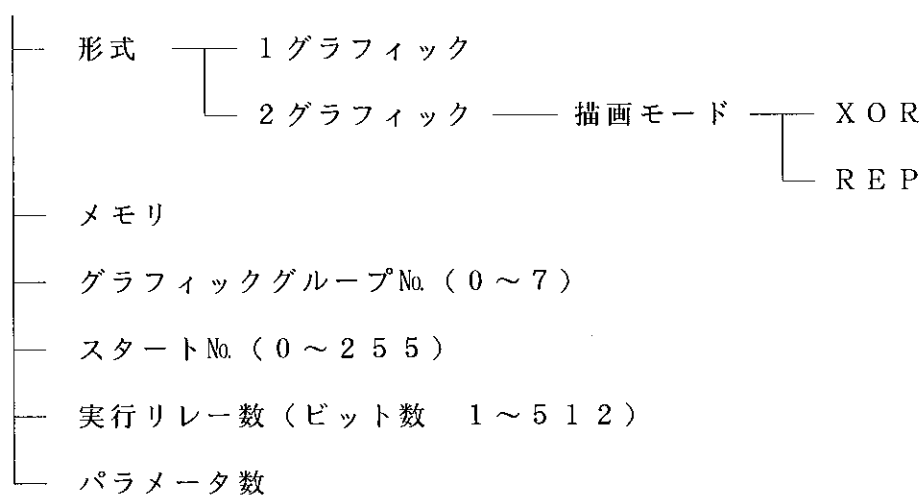 形式 1グラフィック
2グラフィック 描画モード XOR
REP
メモリ
グラフィックグループ№（0～7）
スタート№（0～255）
実行リレー数（ビット数 1～512）
パラメータ数